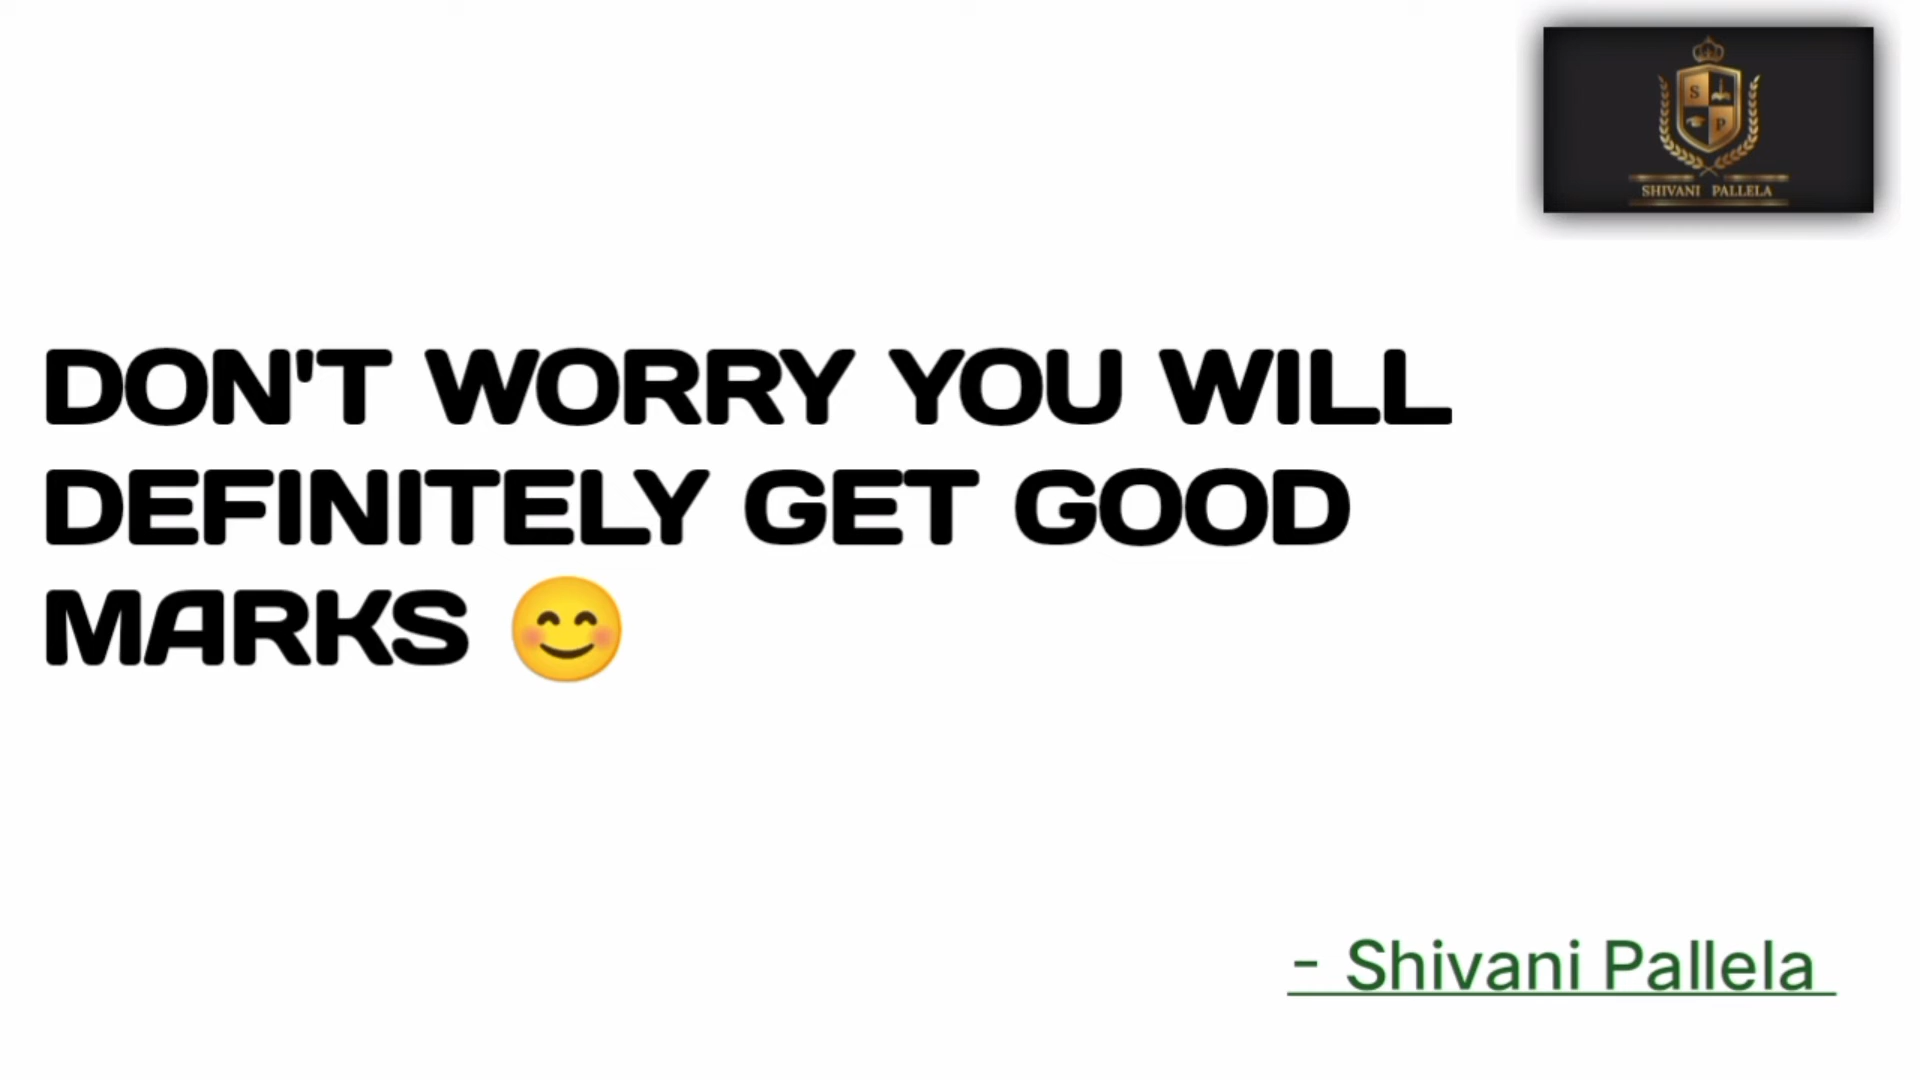 S
P
SHIVANI PALLELA
DON'T WORRY YOU WILL
DEFINITELY GET GOOD
MARKS 😊
- Shivani Pallela